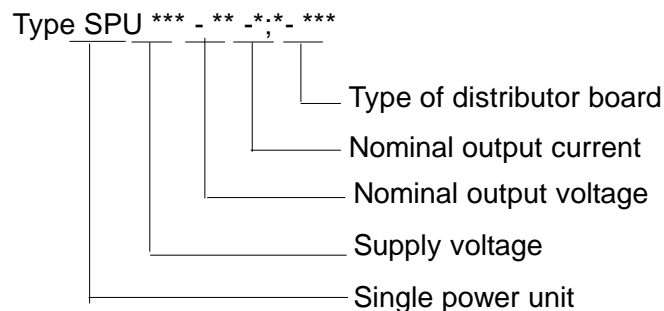 Type SPU *** - ** -*;*- ***
Type of distributor board
Nominal output current
Nominal output voltage
Supply voltage
Single power unit